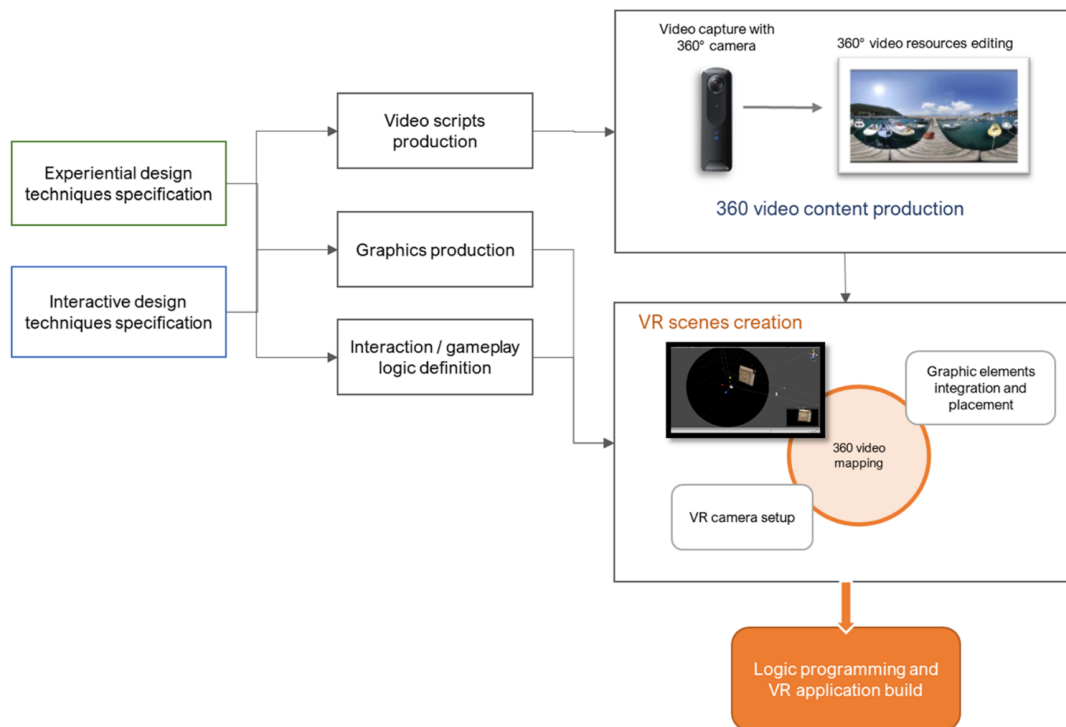 Video capture with
360° camera
360° video resources editing
Video scripts
production
Experiential design
techniques specification
360 video content production
Graphics production
Interactive design
techniques specification
VR scenes creation
Interaction / gameplay
logic definition
Graphic elements
integration and
placement
360 video
mapping
VR camera setup
Logic programming and
VR application build